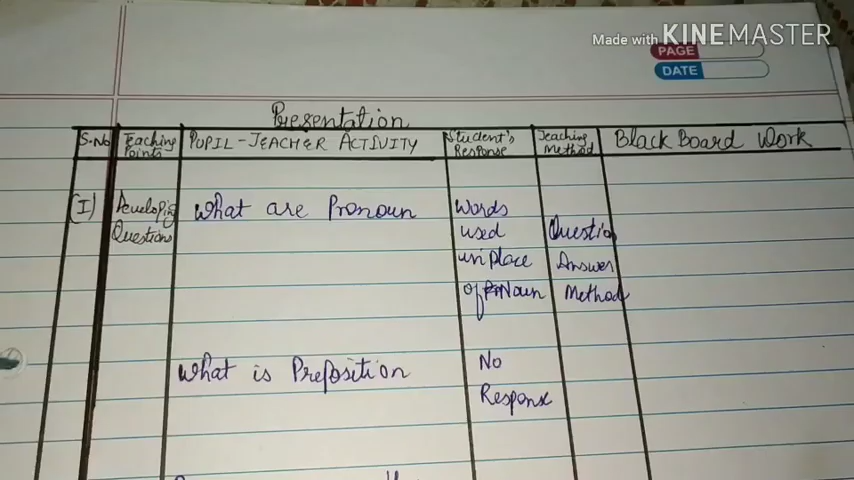 Made with KINEMASTER
PAGE
DATE
Presentation
S.No
Teaching Points
PUPIL-TEACHER ACTIVITY
Student's Response
Teaching Method
Black Board Work
(I)
Developing Questions
What are Pronoun
Words
used
in place
of Noun
Question
Answer
Method
What is Preposition
No
Response